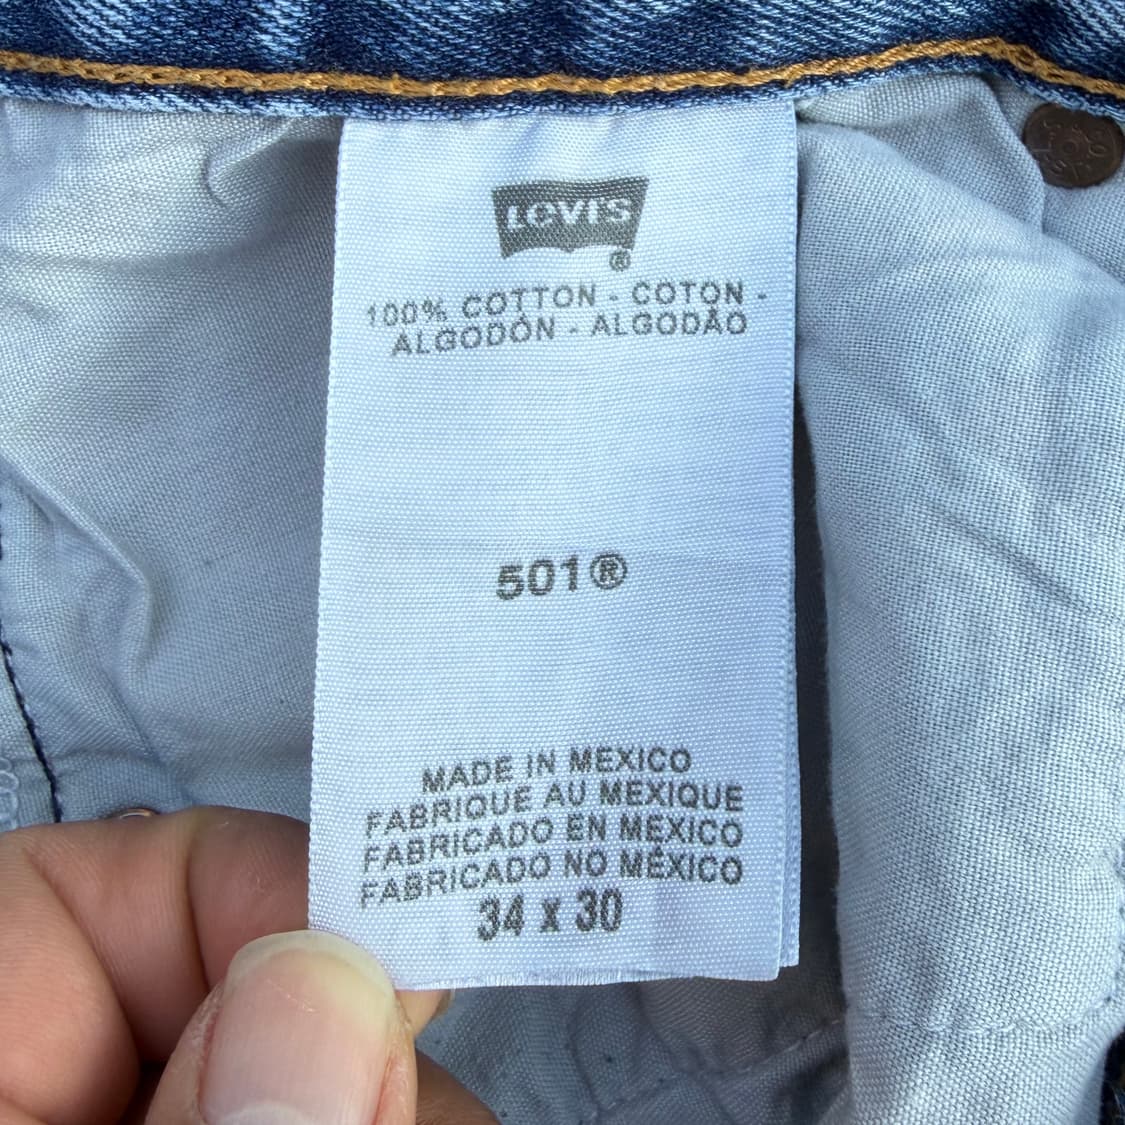 LEVI'S
®
100% COTTON - COTON -
ALGODÓN - ALGODÃO
501®
MADE IN MEXICO
FABRIQUE AU MEXIQUE
FABRICADO EN MEXICO
FABRICADO NO MÉXICO
34 x 30